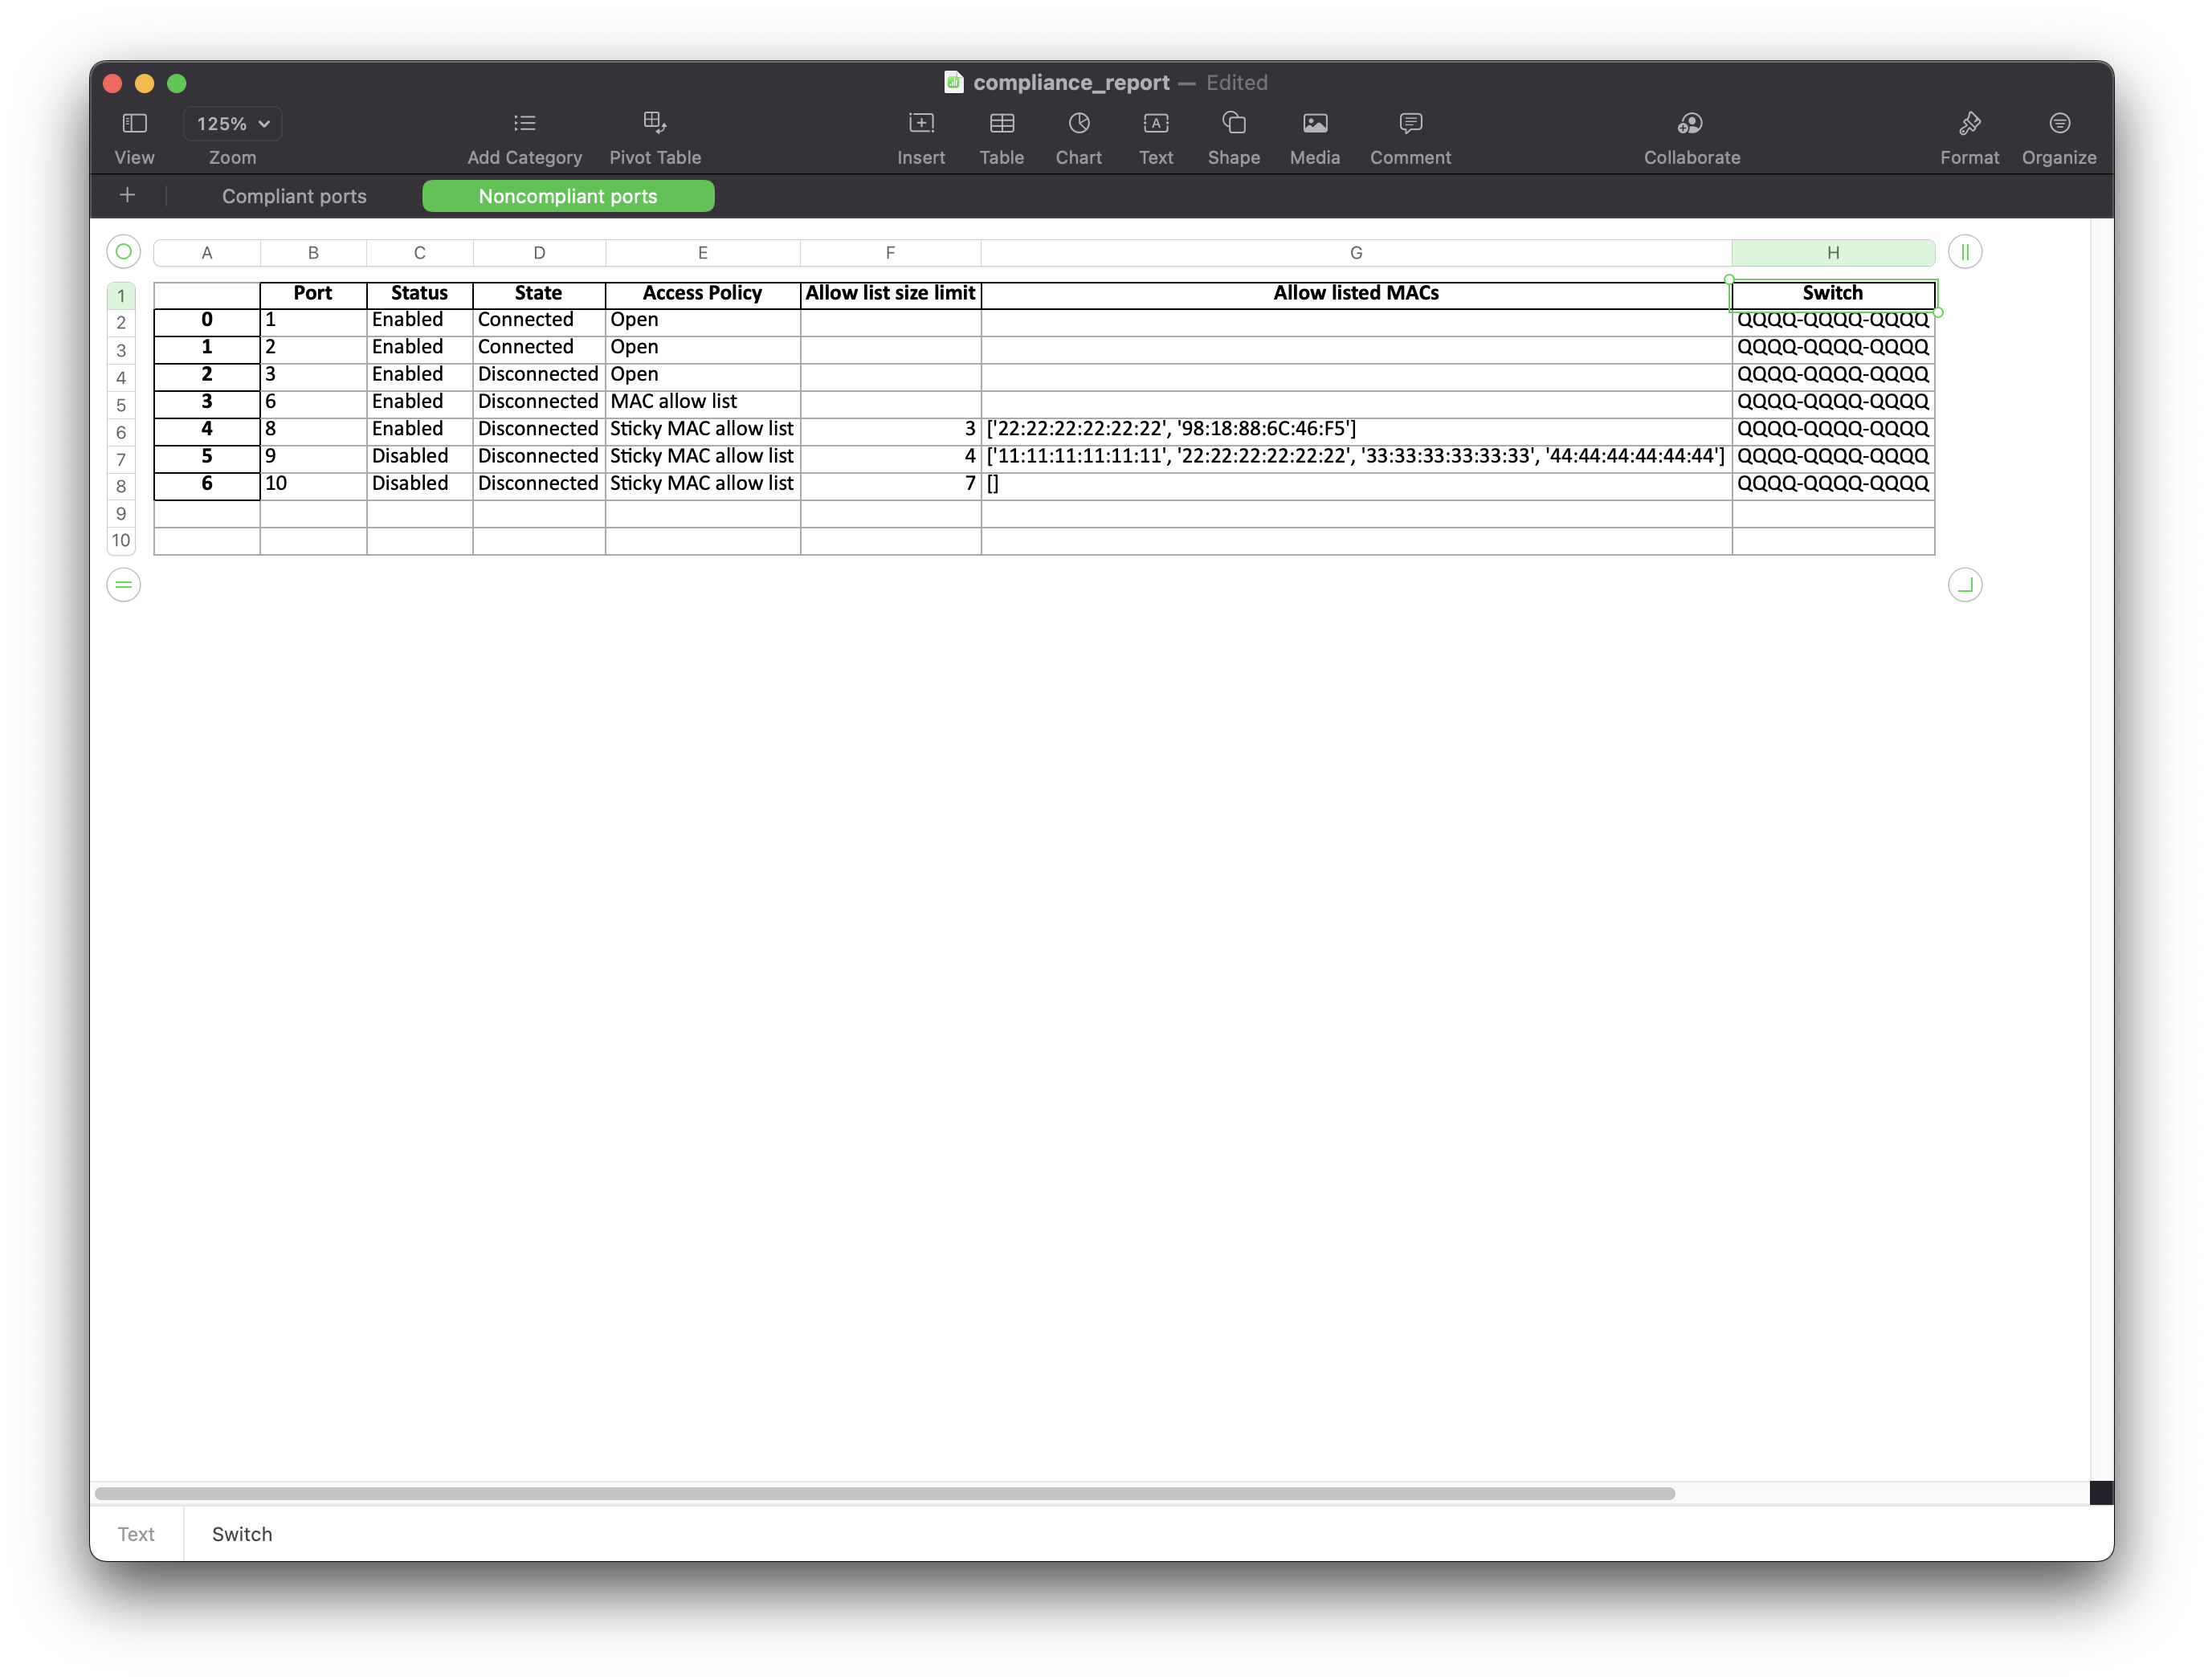 compliance_report — Edited
125%
View Zoom Add Category Pivot Table Insert Table Chart Text Shape Media Comment Collaborate Format Organize
+ Compliant ports Noncompliant ports
A B C D E F G H
1 Port Status State Access Policy Allow list size limit Allow listed MACs Switch
2 0 1 Enabled Connected Open QQQQ-QQQQ-QQQQ
3 1 2 Enabled Connected Open QQQQ-QQQQ-QQQQ
4 2 3 Enabled Disconnected Open QQQQ-QQQQ-QQQQ
5 3 6 Enabled Disconnected MAC allow list QQQQ-QQQQ-QQQQ
6 4 8 Enabled Disconnected Sticky MAC allow list 3 ['22:22:22:22:22:22', '98:18:88:6C:46:F5'] QQQQ-QQQQ-QQQQ
7 5 9 Disabled Disconnected Sticky MAC allow list 4 ['11:11:11:11:11:11', '22:22:22:22:22:22', '33:33:33:33:33:33', '44:44:44:44:44:44'] QQQQ-QQQQ-QQQQ
8 6 10 Disabled Disconnected Sticky MAC allow list 7 [] QQQQ-QQQQ-QQQQ
9
10
Text Switch